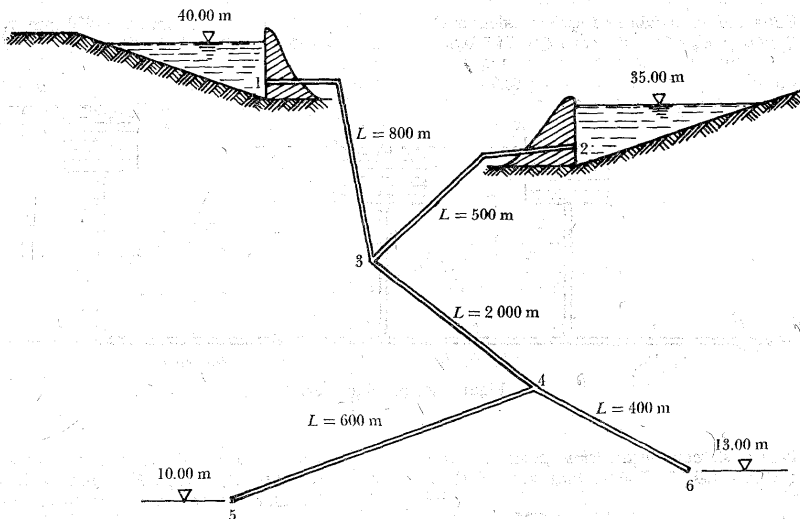 40.00 m
35.00 m
1
L = 800 m
2
L = 500 m
3
L = 2 000 m
4
L = 600 m
L = 400 m
13.00 m
10.00 m
6
5